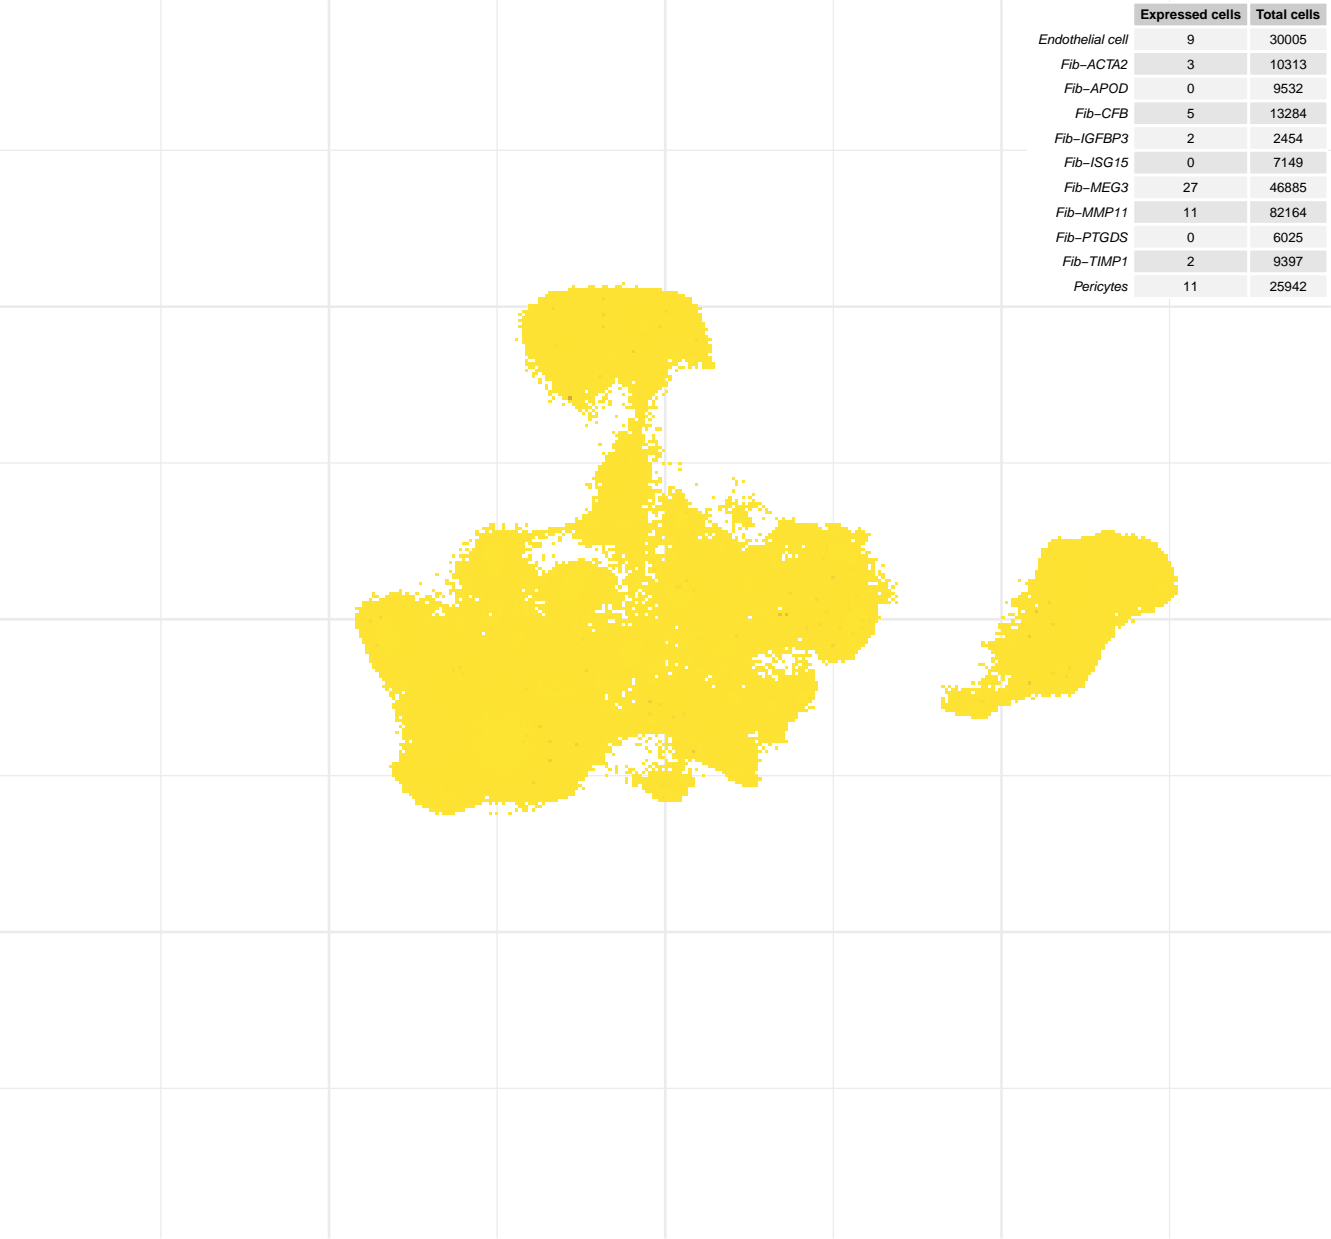 Expressed cells Total cells
Endothelial cell 9 30005
Fib−ACTA2 3 10313
Fib−APOD 0 9532
Fib−CFB 5 13284
Fib−IGFBP3 2 2454
Fib−ISG15 0 7149
Fib−MEG3 27 46885
Fib−MMP11 11 82164
Fib−PTGDS 0 6025
Fib−TIMP1 2 9397
Pericytes 11 25942